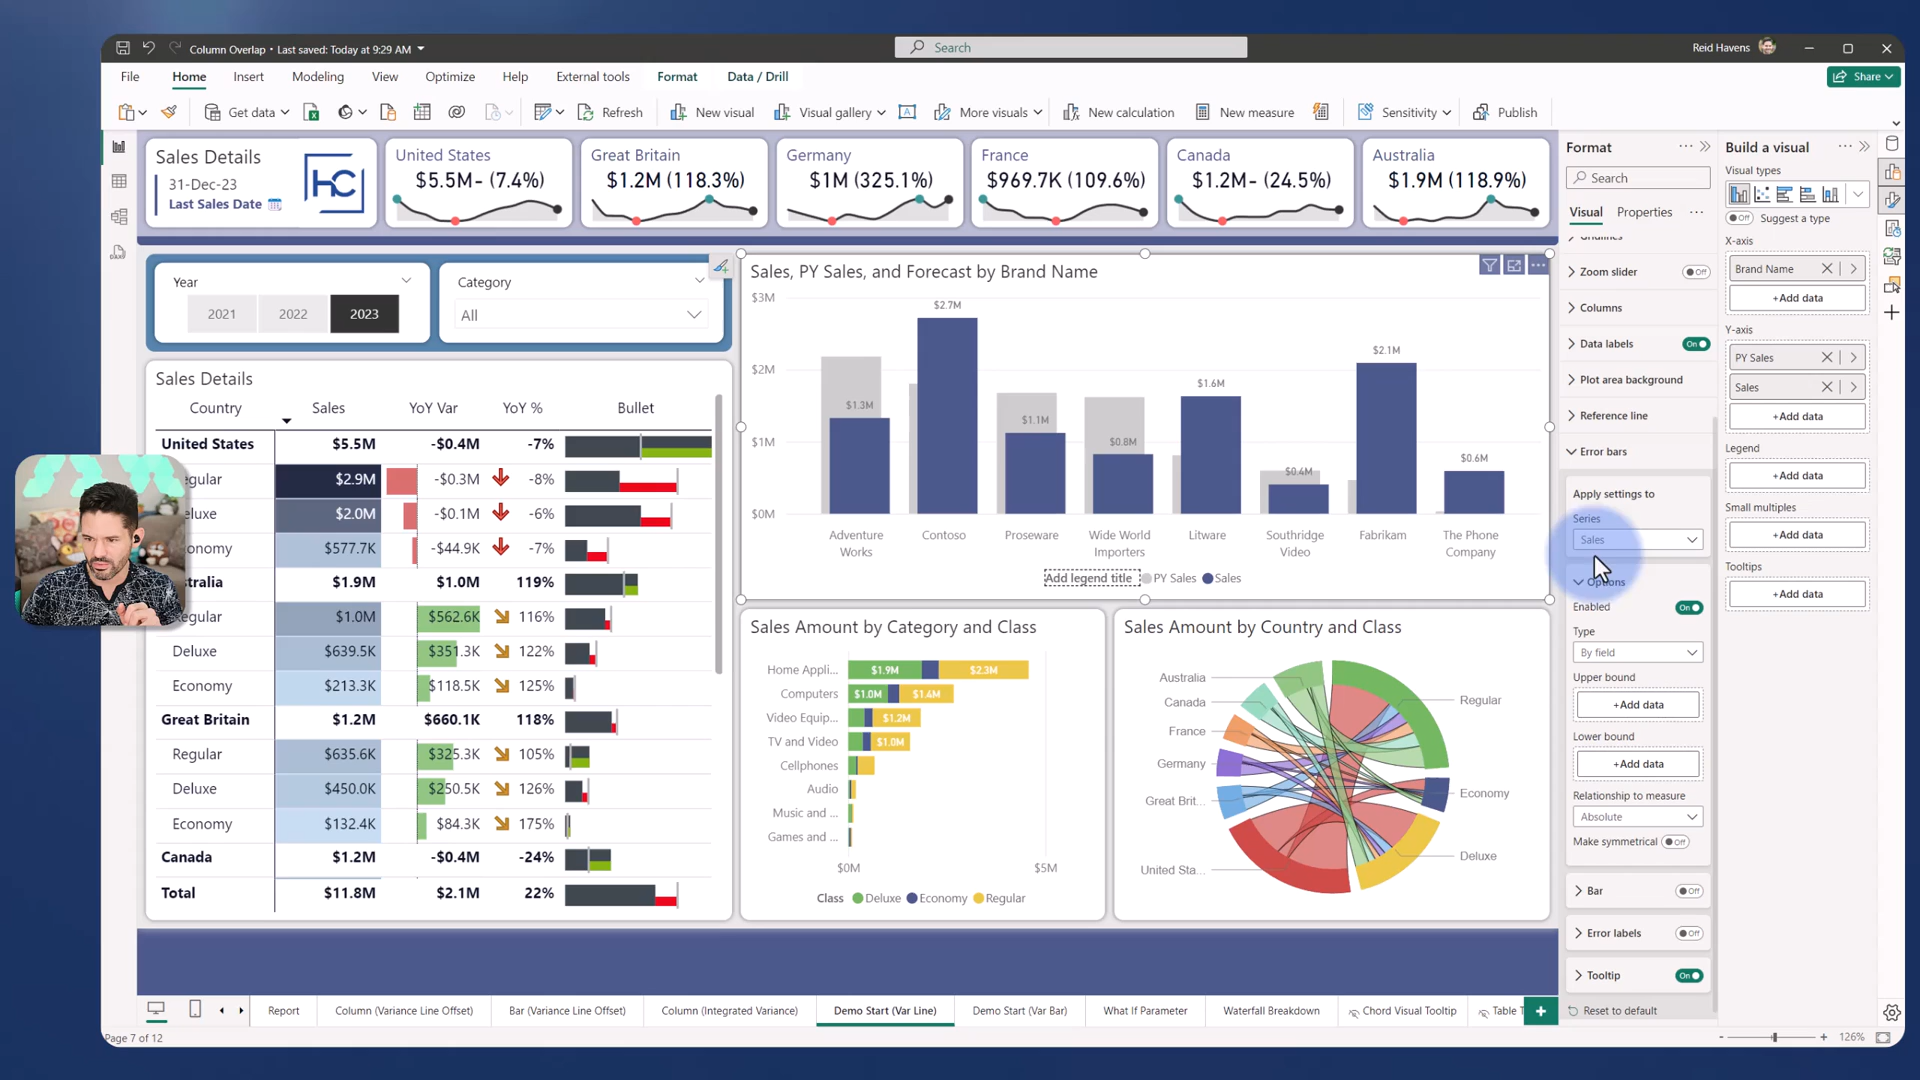 Column Overlap • Last saved: Today at 9:29 AM
Search
Reid Havens
File Home Insert Modeling View Optimize Help External tools Format Data / Drill
Share
Get data
Refresh
New visual
Visual gallery
More visuals
New calculation
New measure
Sensitivity
Publish
Sales Details
31-Dec-23
Last Sales Date
HC
United States
$5.5M- (7.4%)
Great Britain
$1.2M (118.3%)
Germany
$1M (325.1%)
France
$969.7K (109.6%)
Canada
$1.2M- (24.5%)
Australia
$1.9M (118.9%)
Year
2021 2022 2023
Category
All
Sales Details
Country Sales YoY Var YoY % Bullet
United States $5.5M -$0.4M -7%
egular $2.9M -$0.3M -8%
eluxe $2.0M -$0.1M -6%
onomy $577.7K -$44.9K -7%
stralia $1.9M $1.0M 119%
egular $1.0M $562.6K 116%
Deluxe $639.5K $351.3K 122%
Economy $213.3K $118.5K 125%
Great Britain $1.2M $660.1K 118%
Regular $635.6K $325.3K 105%
Deluxe $450.0K $250.5K 126%
Economy $132.4K $84.3K 175%
Canada $1.2M -$0.4M -24%
Total $11.8M $2.1M 22%
Sales, PY Sales, and Forecast by Brand Name
$3M
$2M
$1M
$0M
$1.3M
$2.7M
$1.1M
$0.8M
$1.6M
$0.4M
$2.1M
$0.6M
Adventure Works
Contoso
Proseware
Wide World Importers
Litware
Southridge Video
Fabrikam
The Phone Company
Add legend title PY Sales Sales
Sales Amount by Category and Class
Home Appli... $1.9M $2.3M
Computers $1.0M $1.4M
Video Equip... $1.2M
TV and Video $1.0M
Cellphones
Audio
Music and ...
Games and ...
$0M $5M
Class Deluxe Economy Regular
Sales Amount by Country and Class
Australia
Canada
France
Germany
Great Brit...
United Sta...
Regular
Economy
Deluxe
Format
Search
Visual Properties
Gridlines
Zoom slider Off
Columns
Data labels On
Plot area background
Reference line
Error bars
Apply settings to
Series
Sales
Options
Enabled On
Type
By field
Upper bound
+Add data
Lower bound
+Add data
Relationship to measure
Absolute
Make symmetrical Off
Bar Off
Error labels Off
Tooltip On
Reset to default
Build a visual
Visual types
Off Suggest a type
X-axis
Brand Name
+Add data
Y-axis
PY Sales
Sales
+Add data
Legend
+Add data
Small multiples
+Add data
Tooltips
+Add data
Report
Column (Variance Line Offset)
Bar (Variance Line Offset)
Column (Integrated Variance)
Demo Start (Var Line)
Demo Start (Var Bar)
What If Parameter
Waterfall Breakdown
Chord Visual Tooltip
Table T
Page 7 of 12
- + 126%